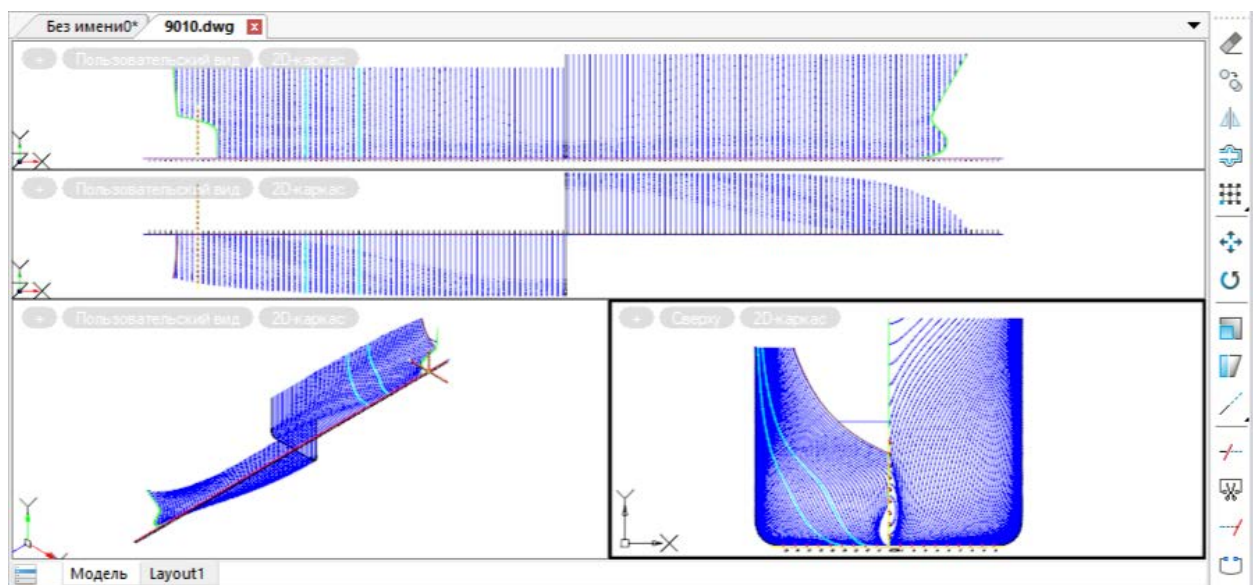 Без имени0* 9010.dwg
+ Пользовательский вид 2D-каркас
Y
Z X
+ Пользовательский вид 2D-каркас
Y
Z X
+ Пользовательский вид 2D-каркас
+ Сверху 2D-каркас
Y
X
Y
X
Модель Layout1